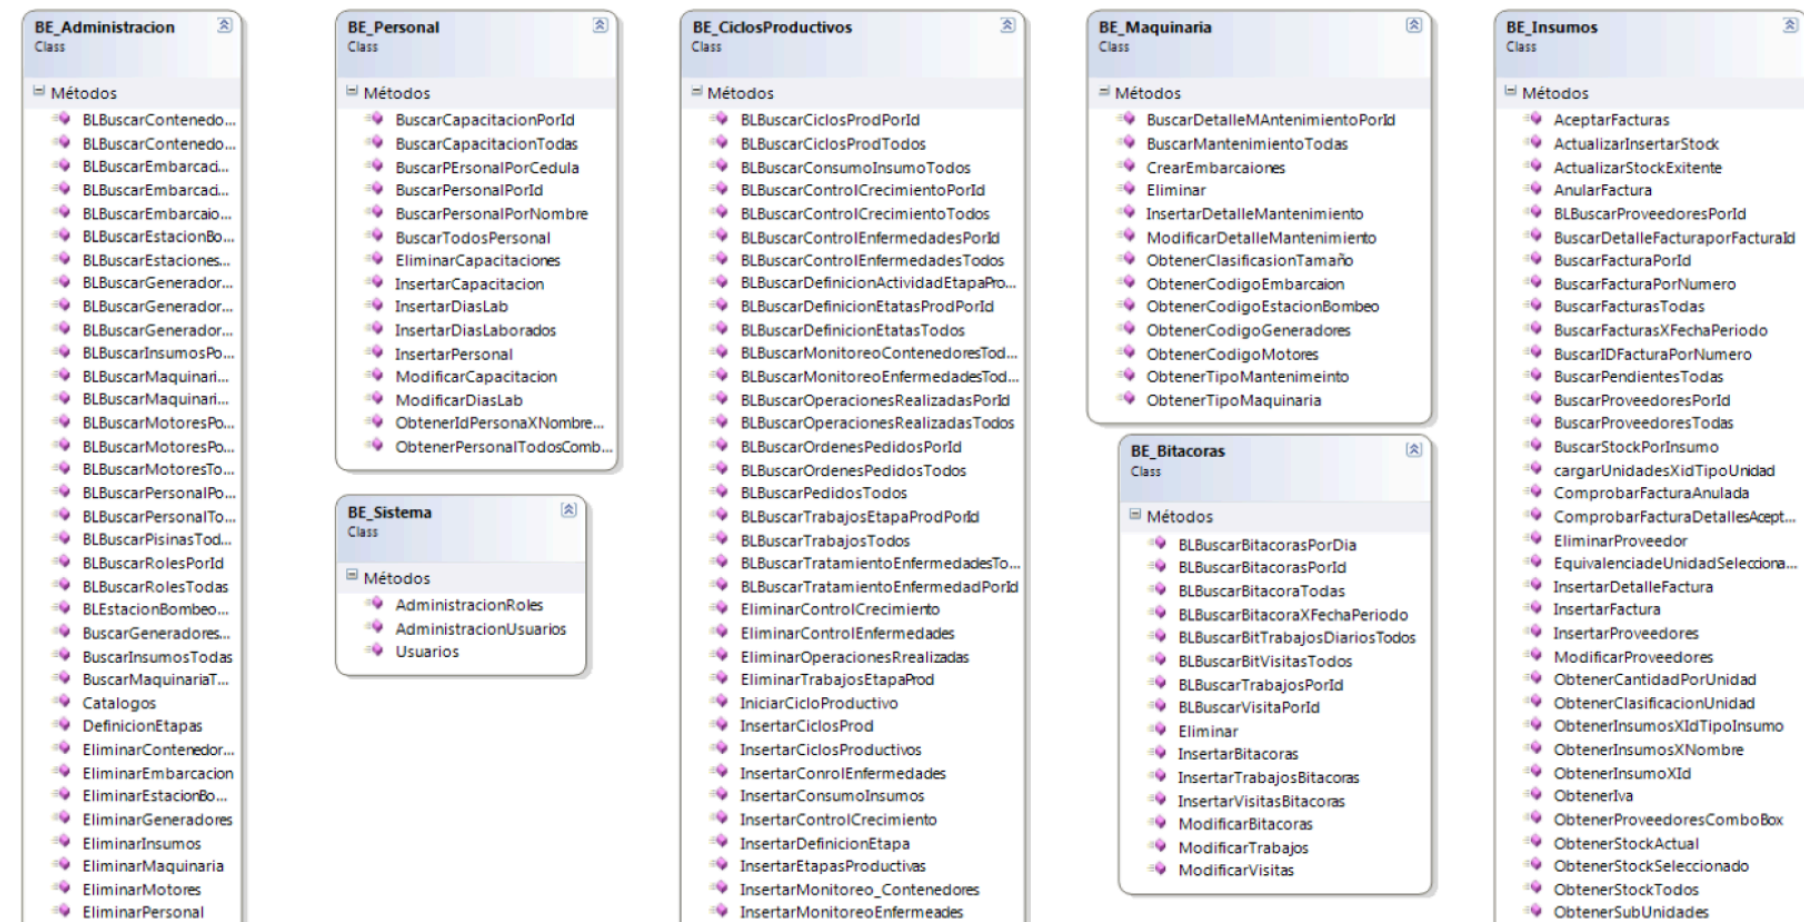 BE_Administracion
Class
Métodos
BLBuscarContenedo...
BLBuscarContenedo...
BLBuscarEmbarcaci...
BLBuscarEmbarcaci...
BLBuscarEmbarcaio...
BLBuscarEstacionBo...
BLBuscarEstaciones...
BLBuscarGenerador...
BLBuscarGenerador...
BLBuscarGenerador...
BLBuscarInsumosPo...
BLBuscarMaquinari...
BLBuscarMaquinari...
BLBuscarMotoresPo...
BLBuscarMotoresPo...
BLBuscarMotoresTo...
BLBuscarPersonalPo...
BLBuscarPersonalTo...
BLBuscarPisinasTod...
BLBuscarRolesPorId
BLBuscarRolesTodas
BLEstacionBombeo...
BuscarGeneradores...
BuscarInsumosTodas
BuscarMaquinariaT...
Catalogos
DefinicionEtapas
EliminarContenedor...
EliminarEmbarcacion
EliminarEstacionBo...
EliminarGeneradores
EliminarInsumos
EliminarMaquinaria
EliminarMotores
EliminarPersonal
BE_Personal
Class
Métodos
BuscarCapacitacionPorId
BuscarCapacitacionTodas
BuscarPErsonalPorCedula
BuscarPersonalPorId
BuscarPersonalPorNombre
BuscarTodosPersonal
EliminarCapacitaciones
InsertarCapacitacion
InsertarDiasLab
InsertarDiasLaborados
InsertarPersonal
ModificarCapacitacion
ModificarDiasLab
ObtenerIdPersonaXNombre...
ObtenerPersonalTodosComb...
BE_Sistema
Class
Métodos
AdministracionRoles
AdministracionUsuarios
Usuarios
BE_CiclosProductivos
Class
Métodos
BLBuscarCiclosProdPorId
BLBuscarCiclosProdTodos
BLBuscarConsumoInsumoTodos
BLBuscarControlCrecimientoPorId
BLBuscarControlCrecimientoTodos
BLBuscarControlEnfermedadesPorId
BLBuscarControlEnfermedadesTodos
BLBuscarDefinicionActividadEtapaPro...
BLBuscarDefinicionEtatasProdPorId
BLBuscarDefinicionEtatasTodos
BLBuscarMonitoreoContenedoresTod...
BLBuscarMonitoreoEnfermedadesTod...
BLBuscarOperacionesRealizadasPorId
BLBuscarOperacionesRealizadasTodos
BLBuscarOrdenesPedidosPorId
BLBuscarOrdenesPedidosTodos
BLBuscarPedidosTodos
BLBuscarTrabajosEtapaProdPorId
BLBuscarTrabajosTodos
BLBuscarTratamientoEnfermedadesTo...
BLBuscarTratamientoEnfermedadPorId
EliminarControlCrecimiento
EliminarControlEnfermedades
EliminarOperacionesRrealizadas
EliminarTrabajosEtapaProd
IniciarCicloProductivo
InsertarCiclosProd
InsertarCiclosProductivos
InsertarConrolEnfermedades
InsertarConsumoInsumos
InsertarControlCrecimiento
InsertarDefinicionEtapa
InsertarEtapasProductivas
InsertarMonitoreo_Contenedores
InsertarMonitoreoEnfermeades
BE_Maquinaria
Class
Métodos
BuscarDetalleMAntenimientoPorId
BuscarMantenimientoTodas
CrearEmbarcaiones
Eliminar
InsertarDetalleMantenimiento
ModificarDetalleMantenimiento
ObtenerClasificasionTamaño
ObtenerCodigoEmbarcaion
ObtenerCodigoEstacionBombeo
ObtenerCodigoGeneradores
ObtenerCodigoMotores
ObtenerTipoMantenimeinto
ObtenerTipoMaquinaria
BE_Bitacoras
Class
Métodos
BLBuscarBitacorasPorDia
BLBuscarBitacorasPorId
BLBuscarBitacoraTodas
BLBuscarBitacoraXFechaPeriodo
BLBuscarBitTrabajosDiariosTodos
BLBuscarBitVisitasTodos
BLBuscarTrabajosPorId
BLBuscarVisitaPorId
Eliminar
InsertarBitacoras
InsertarTrabajosBitacoras
InsertarVisitasBitacoras
ModificarBitacoras
ModificarTrabajos
ModificarVisitas
BE_Insumos
Class
Métodos
AceptarFacturas
ActualizarInsertarStock
ActualizarStockExitente
AnularFactura
BLBuscarProveedoresPorId
BuscarDetalleFacturaporFacturaId
BuscarFacturaPorId
BuscarFacturaPorNumero
BuscarFacturasTodas
BuscarFacturasXFechaPeriodo
BuscarIDFacturaPorNumero
BuscarPendientesTodas
BuscarProveedoresPorId
BuscarProveedoresTodas
BuscarStockPorInsumo
cargarUnidadesXidTipoUnidad
ComprobarFacturaAnulada
ComprobarFacturaDetallesAcept...
EliminarProveedor
EquivalenciadeUnidadSelecciona...
InsertarDetalleFactura
InsertarFactura
InsertarProveedores
ModificarProveedores
ObtenerCantidadPorUnidad
ObtenerClasificacionUnidad
ObtenerInsumosXIdTipoInsumo
ObtenerInsumosXNombre
ObtenerInsumoXId
ObtenerIva
ObtenerProveedoresComboBox
ObtenerStockActual
ObtenerStockSeleccionado
ObtenerStockTodos
ObtenerSubUnidades